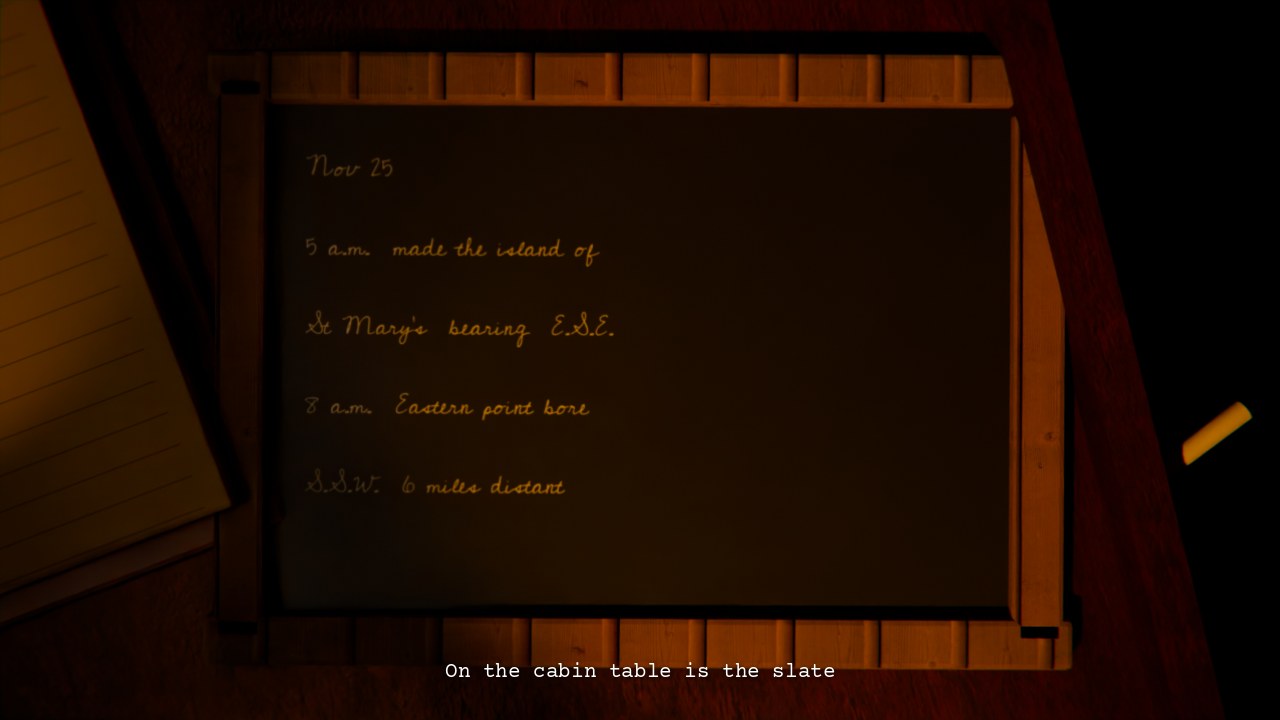 Nov 25
5 a.m. made the island of
St Mary's bearing E.S.E.
8 a.m. Eastern point bore
S.S.W. 6 miles distant
On the cabin table is the slate